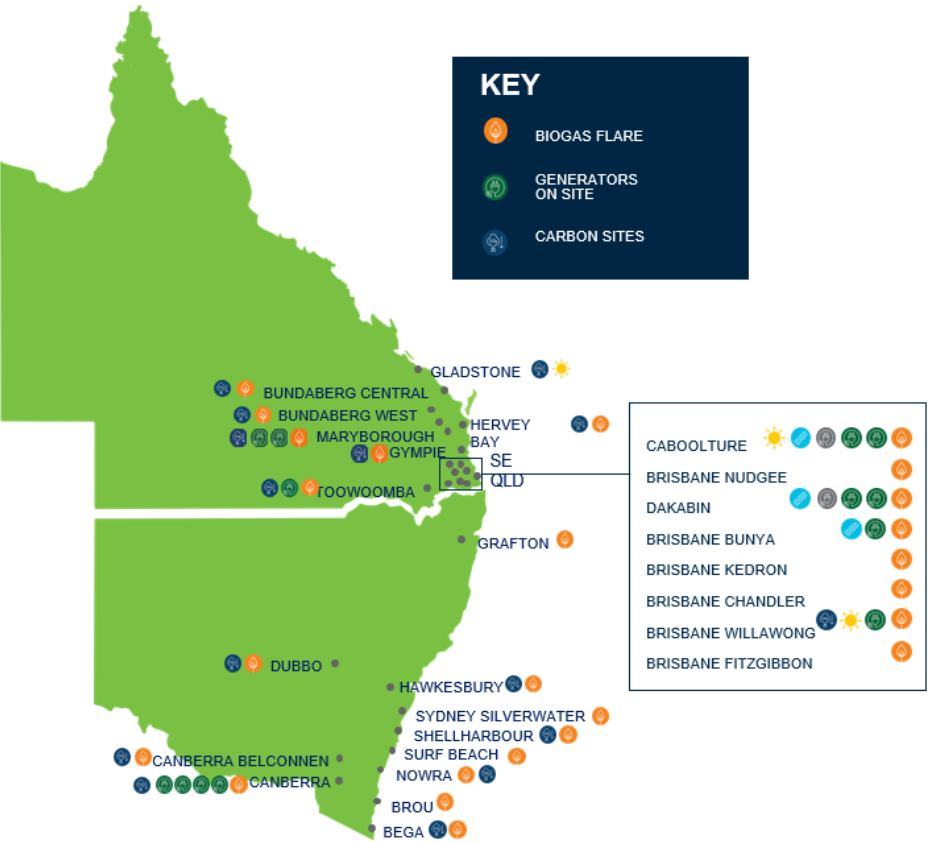 KEY
BIOGAS FLARE
GENERATORS
ON SITE
CARBON SITES
GLADSTONE
BUNDABERG CENTRAL
BUNDABERG WEST
HERVEY
BAY
MARYBOROUGH
GYMPIE
SE
QLD
TOOWOOMBA
CABOOLTURE
BRISBANE NUDGEE
DAKABIN
BRISBANE BUNYA
BRISBANE KEDRON
BRISBANE CHANDLER
BRISBANE WILLAWONG
BRISBANE FITZGIBBON
GRAFTON
DUBBO
HAWKESBURY
SYDNEY SILVERWATER
SHELLHARBOUR
SURF BEACH
CANBERRA BELCONNEN
NOWRA
CANBERRA
BROU
BEGA